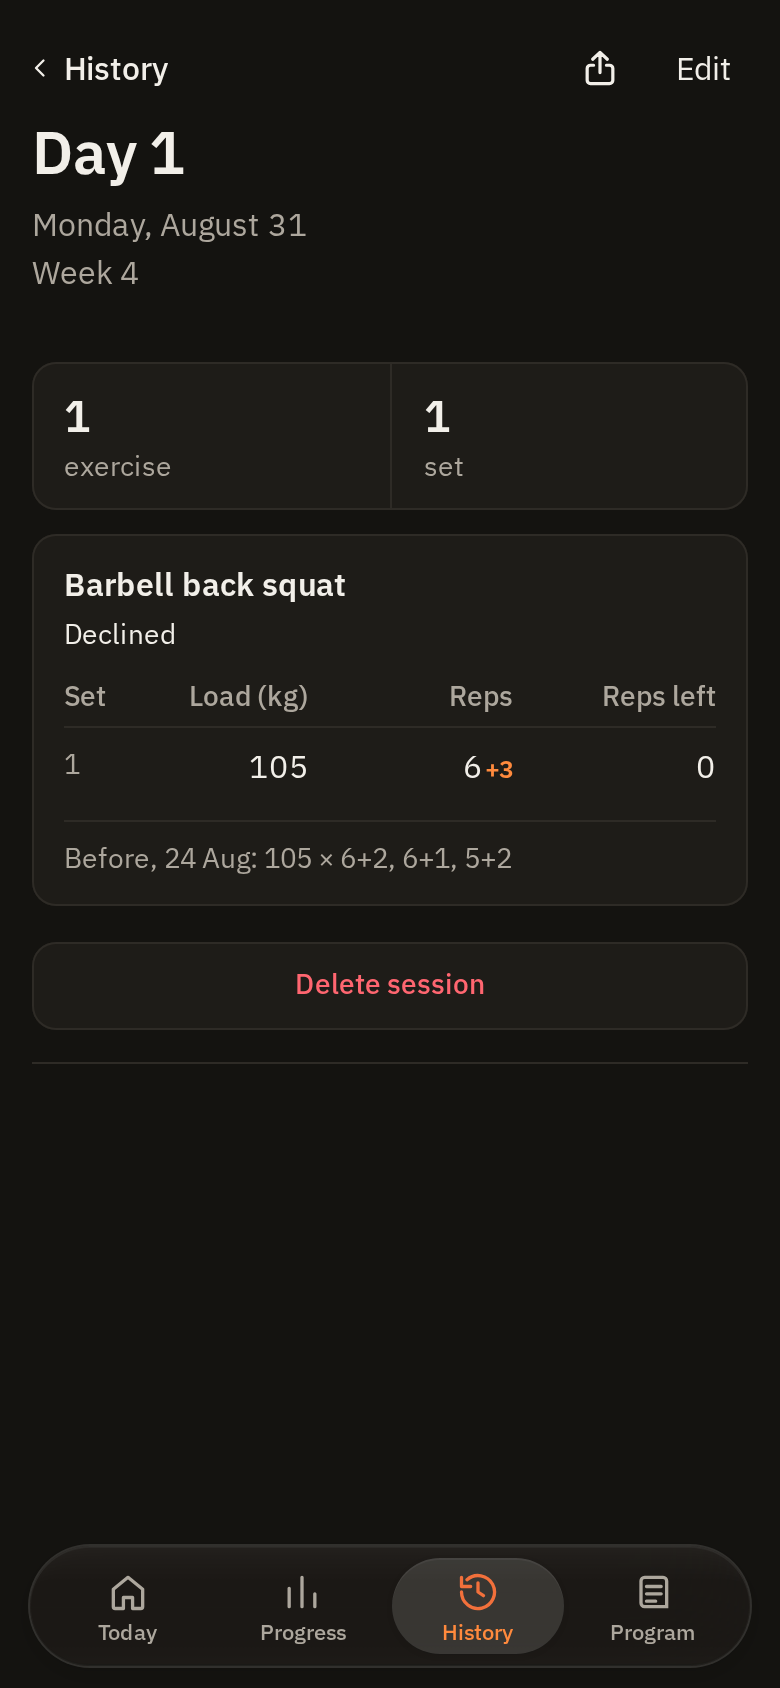 History
Edit
Day 1
Monday, August 31
Week 4
1
exercise
1
set
Barbell back squat
Declined
Set Load (kg) Reps Reps left
1 105 6+3 0
Before, 24 Aug: 105 × 6+2, 6+1, 5+2
Delete session
Today Progress History Program